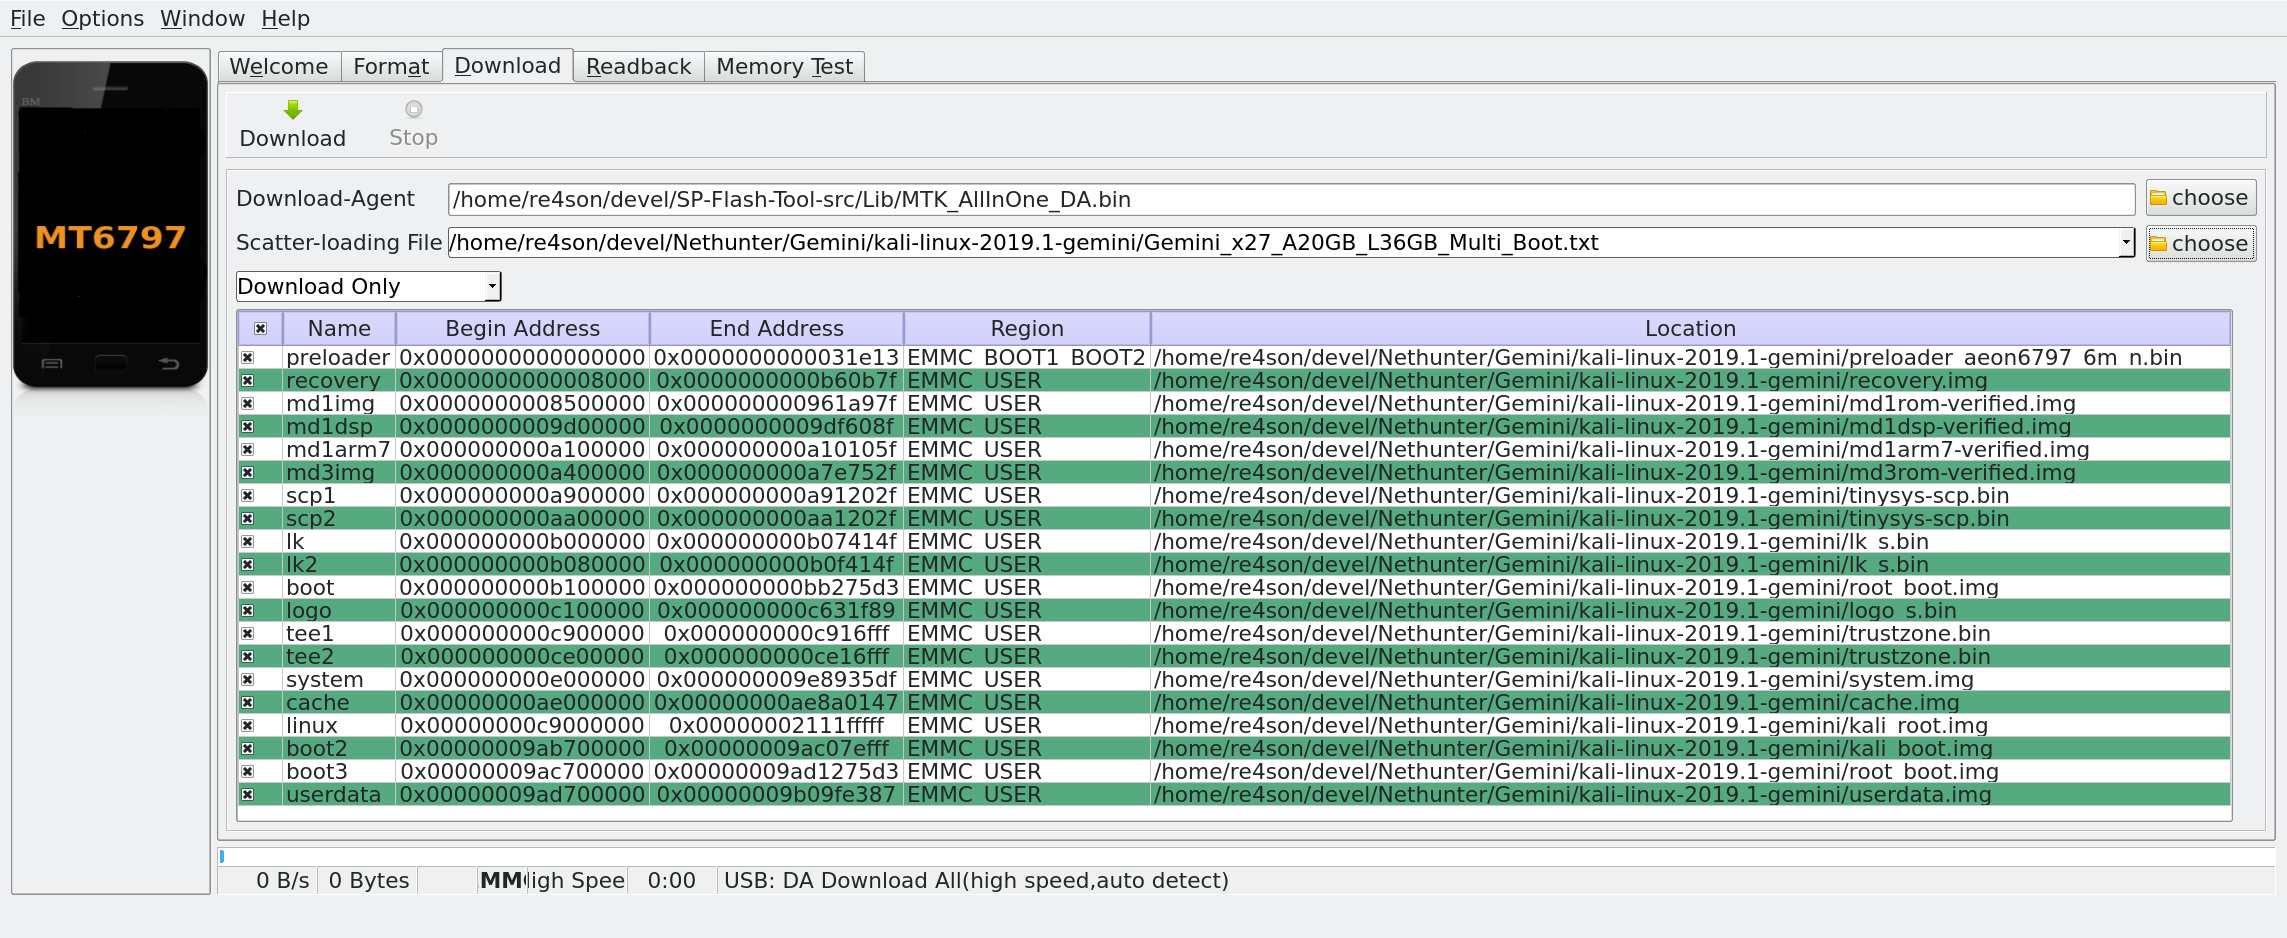 File Options Window Help
Welcome Format Download Readback Memory Test
BM
MT6797
Download Stop
Download-Agent /home/re4son/devel/SP-Flash-Tool-src/Lib/MTK_AllInOne_DA.bin choose
Scatter-loading File /home/re4son/devel/Nethunter/Gemini/kali-linux-2019.1-gemini/Gemini_x27_A20GB_L36GB_Multi_Boot.txt choose
Download Only
Name Begin Address End Address Region Location
preloader 0x0000000000000000 0x0000000000031e13 EMMC_BOOT1_BOOT2 /home/re4son/devel/Nethunter/Gemini/kali-linux-2019.1-gemini/preloader_aeon6797_6m_n.bin
recovery 0x0000000000008000 0x0000000000b60b7f EMMC_USER /home/re4son/devel/Nethunter/Gemini/kali-linux-2019.1-gemini/recovery.img
md1img 0x0000000008500000 0x000000000961a97f EMMC_USER /home/re4son/devel/Nethunter/Gemini/kali-linux-2019.1-gemini/md1rom-verified.img
md1dsp 0x0000000009d00000 0x0000000009df608f EMMC_USER /home/re4son/devel/Nethunter/Gemini/kali-linux-2019.1-gemini/md1dsp-verified.img
md1arm7 0x000000000a100000 0x000000000a10105f EMMC_USER /home/re4son/devel/Nethunter/Gemini/kali-linux-2019.1-gemini/md1arm7-verified.img
md3img 0x000000000a400000 0x000000000a7e752f EMMC_USER /home/re4son/devel/Nethunter/Gemini/kali-linux-2019.1-gemini/md3rom-verified.img
scp1 0x000000000a900000 0x000000000a91202f EMMC_USER /home/re4son/devel/Nethunter/Gemini/kali-linux-2019.1-gemini/tinysys-scp.bin
scp2 0x000000000aa00000 0x000000000aa1202f EMMC_USER /home/re4son/devel/Nethunter/Gemini/kali-linux-2019.1-gemini/tinysys-scp.bin
lk 0x000000000b000000 0x000000000b07414f EMMC_USER /home/re4son/devel/Nethunter/Gemini/kali-linux-2019.1-gemini/lk_s.bin
lk2 0x000000000b080000 0x000000000b0f414f EMMC_USER /home/re4son/devel/Nethunter/Gemini/kali-linux-2019.1-gemini/lk_s.bin
boot 0x000000000b100000 0x000000000bb275d3 EMMC_USER /home/re4son/devel/Nethunter/Gemini/kali-linux-2019.1-gemini/root_boot.img
logo 0x000000000c100000 0x000000000c631f89 EMMC_USER /home/re4son/devel/Nethunter/Gemini/kali-linux-2019.1-gemini/logo_s.bin
tee1 0x000000000c900000 0x000000000c916fff EMMC_USER /home/re4son/devel/Nethunter/Gemini/kali-linux-2019.1-gemini/trustzone.bin
tee2 0x000000000ce00000 0x000000000ce16fff EMMC_USER /home/re4son/devel/Nethunter/Gemini/kali-linux-2019.1-gemini/trustzone.bin
system 0x000000000e000000 0x000000009e8935df EMMC_USER /home/re4son/devel/Nethunter/Gemini/kali-linux-2019.1-gemini/system.img
cache 0x00000000ae000000 0x00000000ae8a0147 EMMC_USER /home/re4son/devel/Nethunter/Gemini/kali-linux-2019.1-gemini/cache.img
linux 0x00000000c9000000 0x00000002111fffff EMMC_USER /home/re4son/devel/Nethunter/Gemini/kali-linux-2019.1-gemini/kali_root.img
boot2 0x00000009ab700000 0x00000009ac07efff EMMC_USER /home/re4son/devel/Nethunter/Gemini/kali-linux-2019.1-gemini/kali_boot.img
boot3 0x00000009ac700000 0x00000009ad1275d3 EMMC_USER /home/re4son/devel/Nethunter/Gemini/kali-linux-2019.1-gemini/root_boot.img
userdata 0x00000009ad700000 0x00000009b09fe387 EMMC_USER /home/re4son/devel/Nethunter/Gemini/kali-linux-2019.1-gemini/userdata.img
0 B/s 0 Bytes MM igh Spee 0:00 USB: DA Download All(high speed,auto detect)